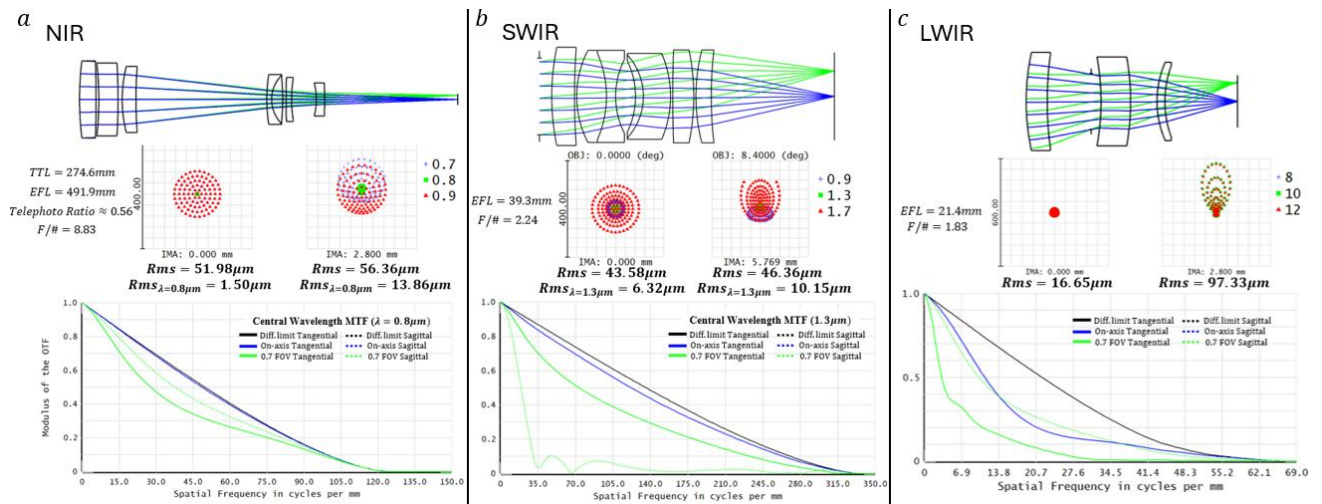 a
NIR
TTL = 274.6mm
EFL = 491.9mm
Telephoto Ratio ≈ 0.56
F/# = 8.83
400.00
0.7
0.8
0.9
IMA: 0.000 mm
IMA: 2.800 mm
Rms = 51.98μm
Rms = 56.36μm
Rmsλ=0.8μm = 1.50μm
Rmsλ=0.8μm = 13.86μm
Central Wavelength MTF (λ = 0.8μm)
Diff.limit Tangential
Diff.limit Sagittal
On-axis Tangential
On-axis Sagittal
0.7 FOV Tangential
0.7 FOV Sagittal
Modulus of the OTF
1.0
0.8
0.6
0.4
0.2
0
0 15.0 30.0 45.0 60.0 75.0 90.0 105.0 120.0 135.0 150.0
Spatial Frequency in cycles per mm
b
SWIR
OBJ: 0.0000 (deg)
OBJ: 8.4000 (deg)
EFL = 39.3mm
F/# = 2.24
400.00
0.9
1.3
1.7
IMA: 0.000 mm
IMA: 5.769 mm
Rms = 43.58μm
Rms = 46.36μm
Rmsλ=1.3μm = 6.32μm
Rmsλ=1.3μm = 10.15μm
Central Wavelength MTF (1.3μm)
Diff.limit Tangential
Diff.limit Sagittal
On-axis Tangential
On-axis Sagittal
0.7 FOV Tangential
0.7 FOV Sagittal
1.0
0.8
0.6
0.4
0.2
0
0 35.0 70.0 105.0 140.0 175.0 210.0 245.0 280.0 315.0 350.0
Spatial Frequency in cycles per mm
c
LWIR
EFL = 21.4mm
F/# = 1.83
600.00
8
10
12
IMA: 0.000 mm
IMA: 2.800 mm
Rms = 16.65μm
Rms = 97.33μm
Diff.limit Tangential
Diff.limit Sagittal
On-axis Tangential
On-axis Sagittal
0.7 FOV Tangential
0.7 FOV Sagittal
1.0
0.5
0
0 6.9 13.8 20.7 27.6 34.5 41.4 48.3 55.2 62.1 69.0
Spatial Frequency in cycles per mm